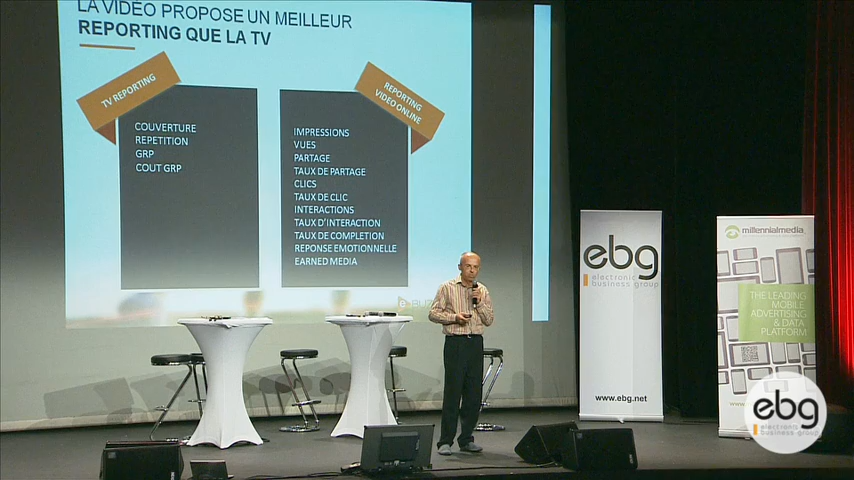 LA VIDÉO PROPOSE UN MEILLEUR
REPORTING QUE LA TV
TV REPORTING
COUVERTURE
REPETITION
GRP
COUT GRP
REPORTING
VIDEO ONLINE
IMPRESSIONS
VUES
PARTAGE
TAUX DE PARTAGE
CLICS
TAUX DE CLIC
INTERACTIONS
TAUX D'INTERACTION
TAUX DE COMPLETION
REPONSE EMOTIONNELLE
EARNED MEDIA
ebg
electronic
business group
www.ebg.net
millennialmedia
THE LEADING
MOBILE
ADVERTISING
& DATA
PLATFORM
ebg
electronic
business group